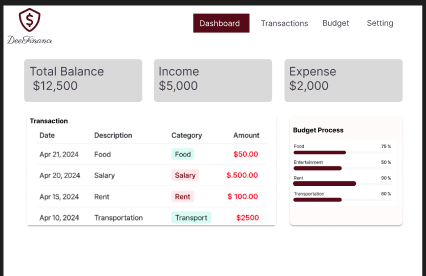 DeeFinance
Dashboard Transactions Budget Setting
Total Balance Income Expense
$12,500 $5,000 $2,000
Transaction
Date Description Category Amount
Apr 21, 2024 Food Food $50.00
Apr 20, 2024 Salary Salary $.500.00
Apr 15, 2024 Rent Rent $ 100.00
Apr 10, 2024 Transportation Transport $2500
Budget Process
Food 75 %
Entertainment 50 %
Rent 90 %
Transportation 60 %